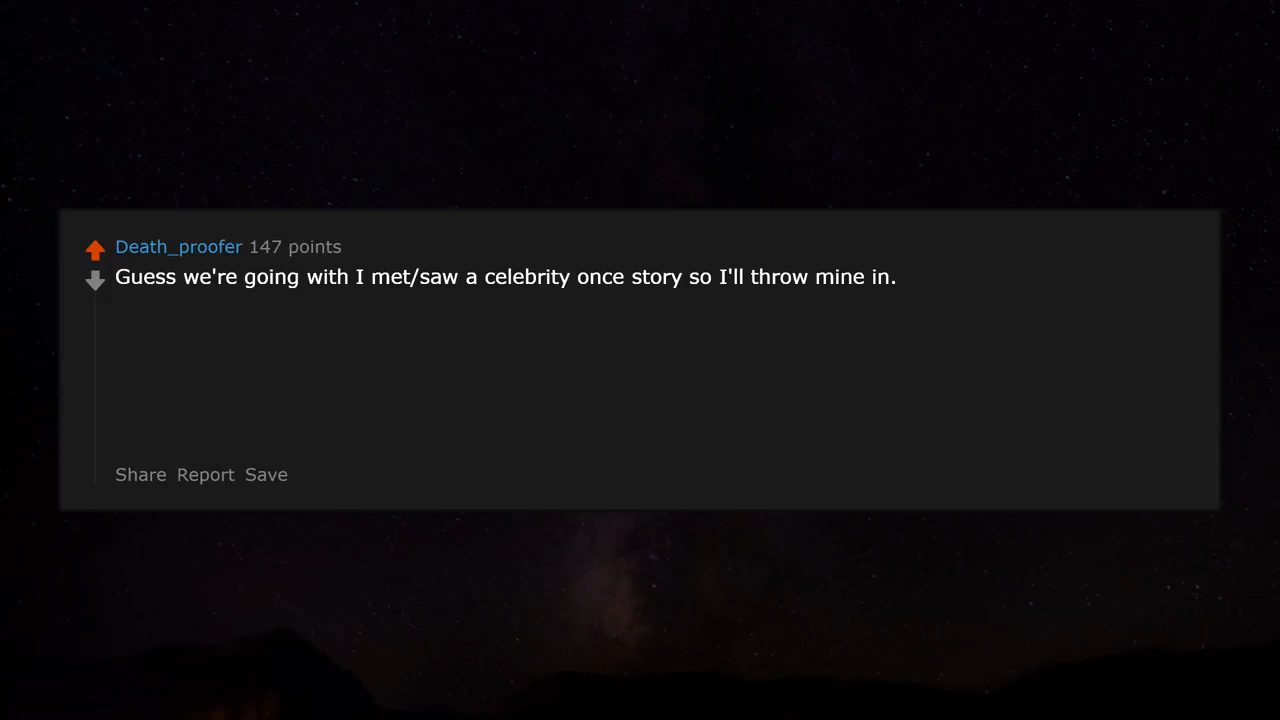 Death_proofer 147 points
Guess we're going with I met/saw a celebrity once story so I'll throw mine in.
Share Report Save